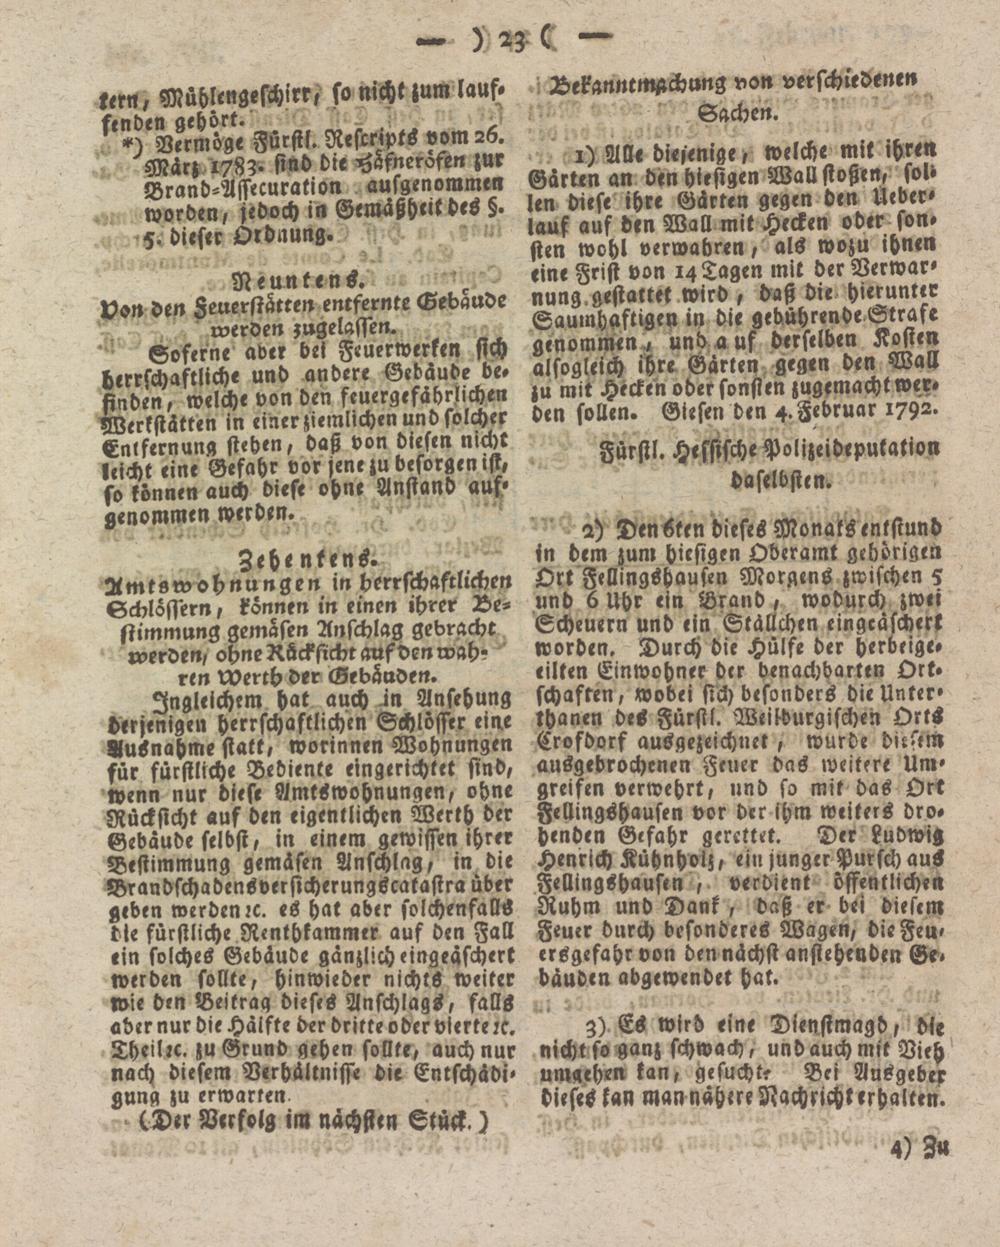 — ) 23 ( —
tern, Mühlengeschirr, so nicht zum lauf-
fenden gehört.
*) Vermöge Fürstl. Rescripts vom 26.
März 1783. sind die Häfneröfen zur
Brand-Assecuration ausgenommen
worden, jedoch in Gemäßheit des §.
5. dieser Ordnung.
Neuntens.
Von den Feuerstätten entfernte Gebäude
werden zugelassen.
Soferne aber bei Feuerwerken sich
herrschaftliche und andere Gebäude be-
finden, welche von den feuergefährlichen
Werkstätten in einer ziemlichen und solcher
Entfernung stehen, daß von diesen nicht
leicht eine Gefahr vor jene zu besorgen ist,
so können auch diese ohne Anstand auf-
genommen werden.
Zehentens.
Amtswohnungen in herrschaftlichen
Schlössern, können in einen ihrer Be-
stimmung gemäsen Anschlag gebracht
werden, ohne Rücksicht auf den wah-
ren Werth der Gebäuden.
Ingleichem hat auch in Ansehung
derjenigen herrschaftlichen Schlösser eine
Ausnahme statt, worinnen Wohnungen
für fürstliche Bediente eingerichtet sind,
wenn nur diese Amtswohnungen, ohne
Rücksicht auf den eigentlichen Werth der
Gebäude selbst, in einem gewissen ihrer
Bestimmung gemäsen Anschlag, in die
Brandschadensversicherungscatastra über
geben werden ꝛc. es hat aber solchenfalls
die fürstliche Renthkammer auf den Fall
ein solches Gebäude gänzlich eingeäschert
werden sollte, hinwieder nichts weiter
wie den Beitrag dieses Anschlags, falls
aber nur die Hälfte der dritte oder vierte ꝛc.
Theil ꝛc. zu Grund gehen sollte, auch nur
nach diesem Verhältnisse die Entschädi-
gung zu erwarten.
(Der Verfolg im nächsten Stück.)
Bekanntmachung von verschiedenen
Sachen.
1) Alle diejenige, welche mit ihren
Gärten an den hiesigen Wall stoßen, sol-
len diese ihre Gärten gegen den Ueber-
lauf auf den Wall mit Hecken oder son-
sten wohl verwahren, als wozu ihnen
eine Frist von 14 Tagen mit der Verwar-
nung gestattet wird, daß die hierunter
Saumhaftigen in die gebührende Strafe
genommen, und auf derselben Kosten
alsogleich ihre Gärten gegen den Wall
zu mit Hecken oder sonsten zugemacht wer-
den sollen. Giesen den 4. Februar 1792.
Fürstl. Hessische Polizeideputation
daselbsten.
2) Den 6ten dieses Monats entstund
in dem zum hiesigen Oberamt gehörigen
Ort Fellingshausen Morgens zwischen 5
und 6 Uhr ein Brand, wodurch zwei
Scheuern und ein Ställchen eingeäschert
worden. Durch die Hülfe der herbeige-
eilten Einwohner der benachbarten Ort-
schaften, wobei sich besonders die Unter-
thanen des Fürstl. Weilburgischen Orts
Crofdorf ausgezeichnet, wurde diesem
ausgebrochenen Feuer das weitere Um-
greifen verwehrt, und so mit das Ort
Fellingshausen vor der ihm weiters dro-
henden Gefahr gerettet. Der Ludwig
Henrich Kühnholz, ein junger Pursch aus
Fellingshausen, verdient öffentlichen
Ruhm und Dank, daß er bei diesem
Feuer durch besonderes Wagen, die Feu-
ersgefahr von den nächst anstehenden Ge-
bäuden abgewendet hat.
3) Es wird eine Dienstmagd, die
nicht so ganz schwach, und auch mit Vieh
umgehen kan, gesucht. Bei Ausgeber
dieses kan man nähere Nachricht erhalten.
4) Zu